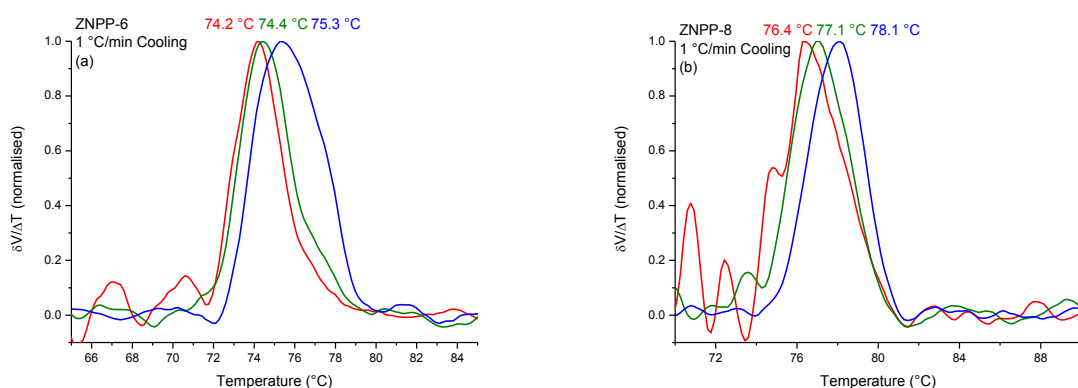 ZNPP-6 74.2 °C 74.4 °C 75.3 °C
1 °C/min Cooling
(a)
1.0
0.8
0.6
0.4
0.2
0.0
δV/ΔT (normalised)
66 68 70 72 74 76 78 80 82 84
Temperature (°C)
ZNPP-8 76.4 °C 77.1 °C 78.1 °C
1 °C/min Cooling
(b)
1.0
0.8
0.6
0.4
0.2
0.0
δV/ΔT (normalised)
72 76 80 84 88
Temperature (°C)